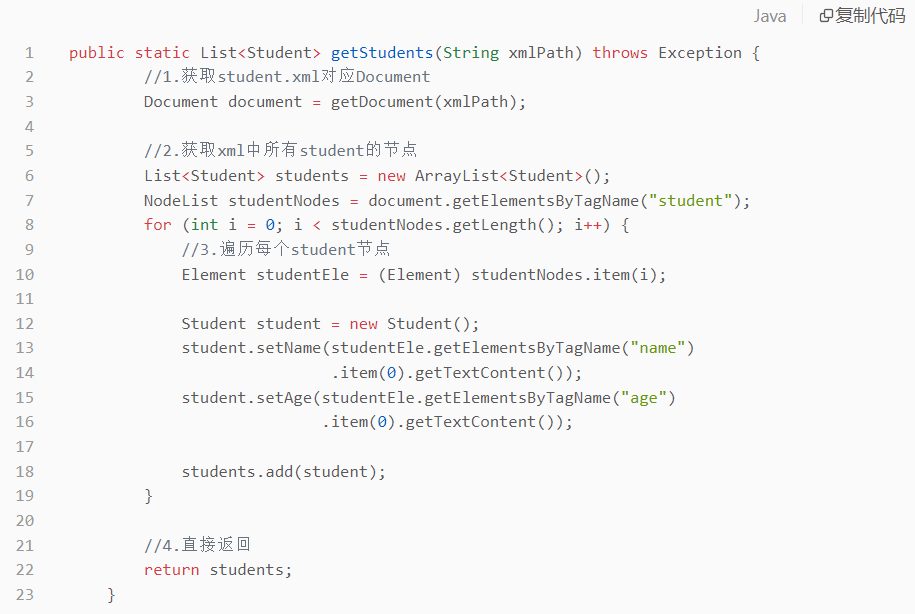 Java 复制代码
1 public static List<Student> getStudents(String xmlPath) throws Exception {
2 //1.获取student.xml对应Document
3 Document document = getDocument(xmlPath);
4
5 //2.获取xml中所有student的节点
6 List<Student> students = new ArrayList<Student>();
7 NodeList studentNodes = document.getElementsByTagName("student");
8 for (int i = 0; i < studentNodes.getLength(); i++) {
9 //3.遍历每个student节点
10 Element studentEle = (Element) studentNodes.item(i);
11
12 Student student = new Student();
13 student.setName(studentEle.getElementsByTagName("name")
14 .item(0).getTextContent());
15 student.setAge(studentEle.getElementsByTagName("age")
16 .item(0).getTextContent());
17
18 students.add(student);
19 }
20
21 //4.直接返回
22 return students;
23 }